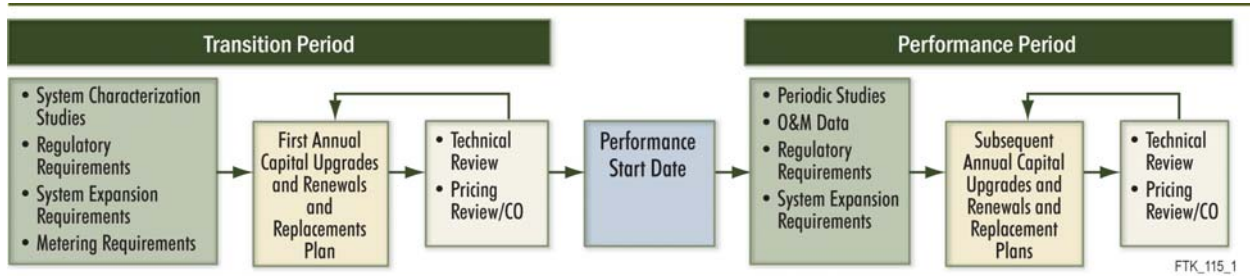 Transition Period
• System Characterization
Studies
• Regulatory
Requirements
• System Expansion
Requirements
• Metering Requirements
First Annual
Capital Upgrades
and Renewals
and
Replacements
Plan
• Technical
Review
• Pricing
Review/CO
Performance
Start Date
Performance Period
• Periodic Studies
• O&M Data
• Regulatory
Requirements
• System Expansion
Requirements
Subsequent
Annual Capital
Upgrades and
Renewals and
Replacement
Plans
• Technical
Review
• Pricing
Review/CO
FTK_115_1